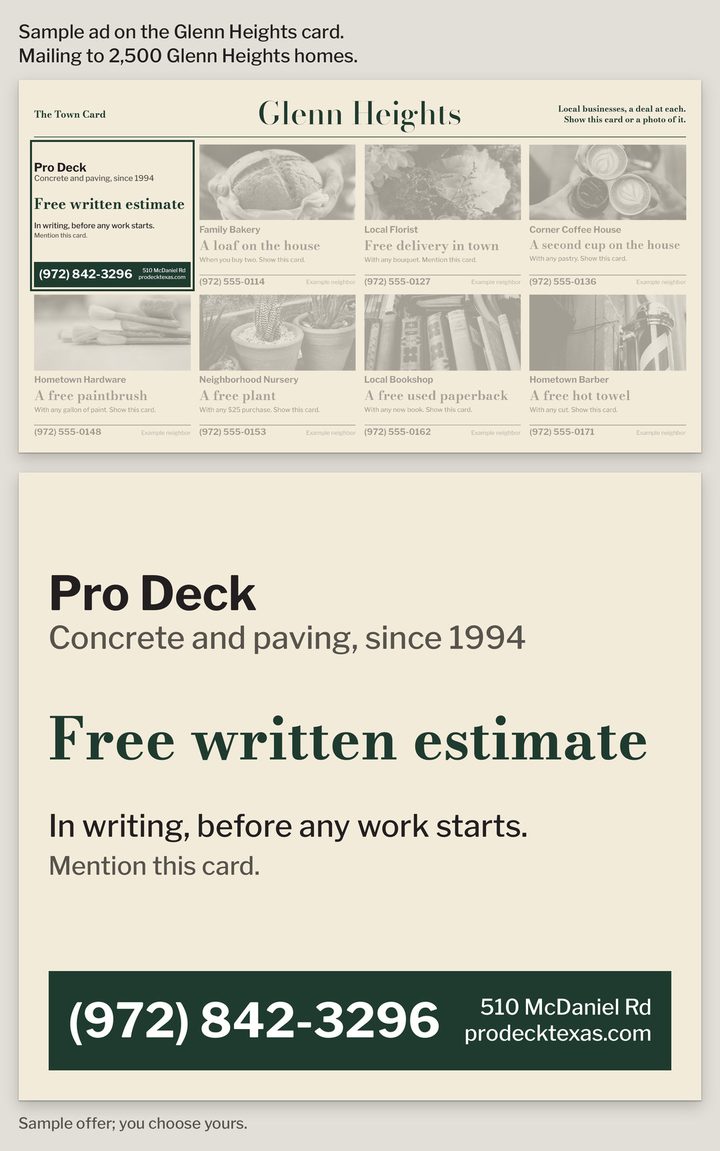 Sample ad on the Glenn Heights card.
Mailing to 2,500 Glenn Heights homes.
The Town Card
Glenn Heights
Local businesses, a deal at each.
Show this card or a photo of it.
Pro Deck
Concrete and paving, since 1994
Free written estimate
In writing, before any work starts.
Mention this card.
(972) 842-3296
510 McDaniel Rd
prodecktexas.com
Family Bakery
A loaf on the house
When you buy two. Show this card.
(972) 555-0114
Example neighbor
Local Florist
Free delivery in town
With any bouquet. Mention this card.
(972) 555-0127
Example neighbor
Corner Coffee House
A second cup on the house
With any pastry. Show this card.
(972) 555-0136
Example neighbor
Hometown Hardware
A free paintbrush
With any gallon of paint. Show this card.
(972) 555-0148
Example neighbor
Neighborhood Nursery
A free plant
With any $25 purchase. Show this card.
(972) 555-0153
Example neighbor
Local Bookshop
A free used paperback
With any new book. Show this card.
(972) 555-0162
Example neighbor
Hometown Barber
A free hot towel
With any cut. Show this card.
(972) 555-0171
Example neighbor
Pro Deck
Concrete and paving, since 1994
Free written estimate
In writing, before any work starts.
Mention this card.
(972) 842-3296
510 McDaniel Rd
prodecktexas.com
Sample offer; you choose yours.